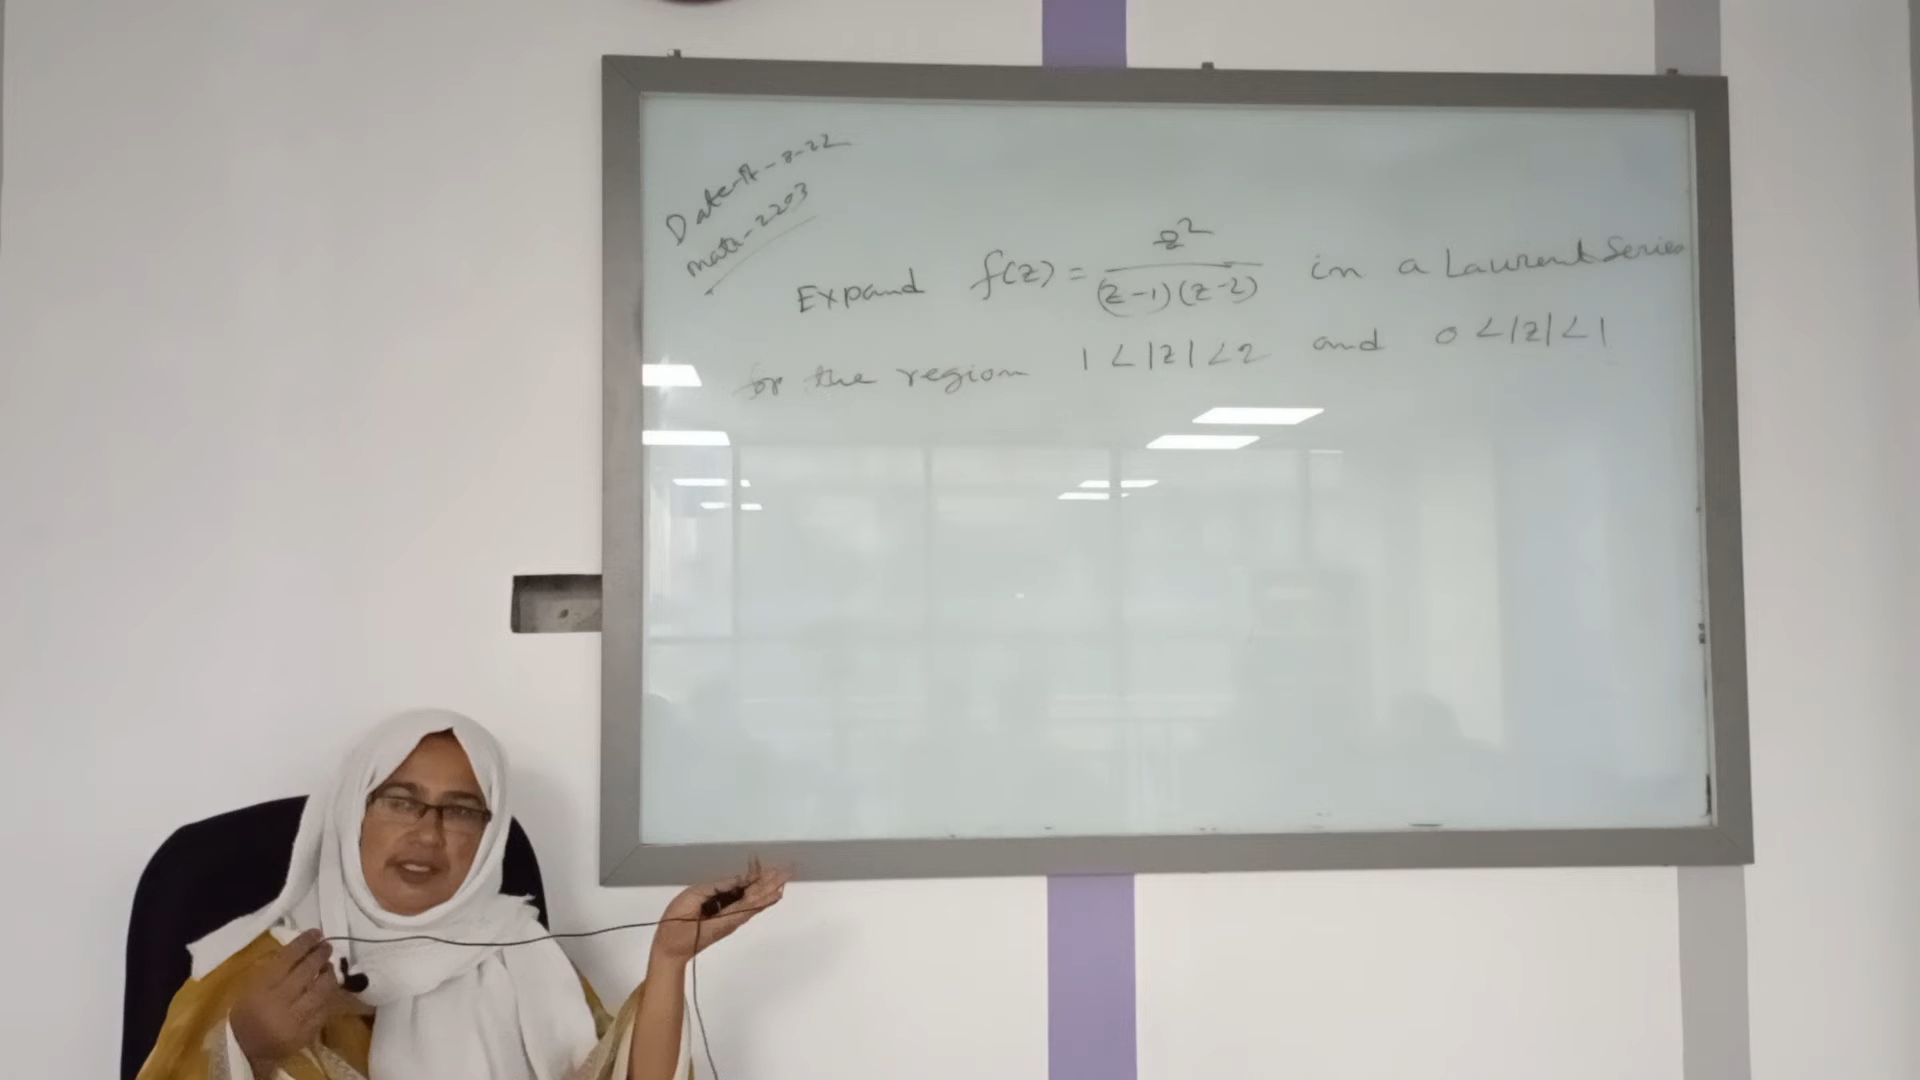 Date-17-8-22
math-2203
Expand f(z) = z²/(z-1)(z-2) in a Laurent Series
for the region 1<|z|<2 and 0<|z|<1